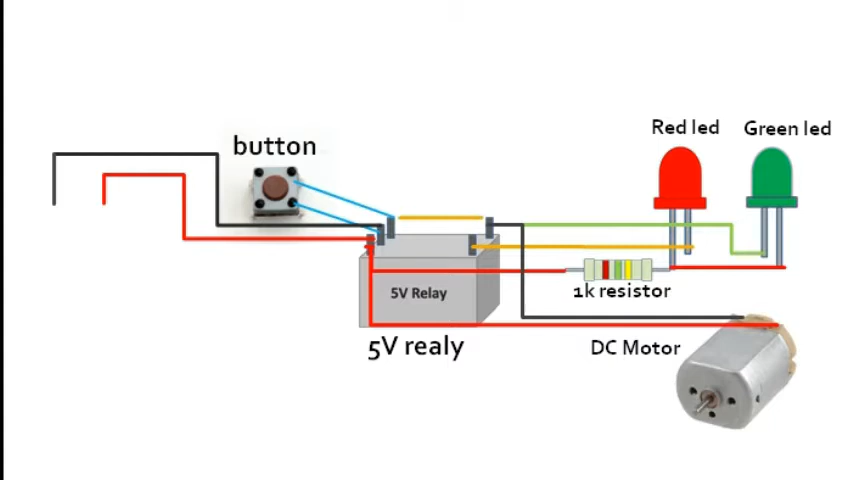 Red led
Green led
button
5V Relay
1k resistor
5V realy
DC Motor